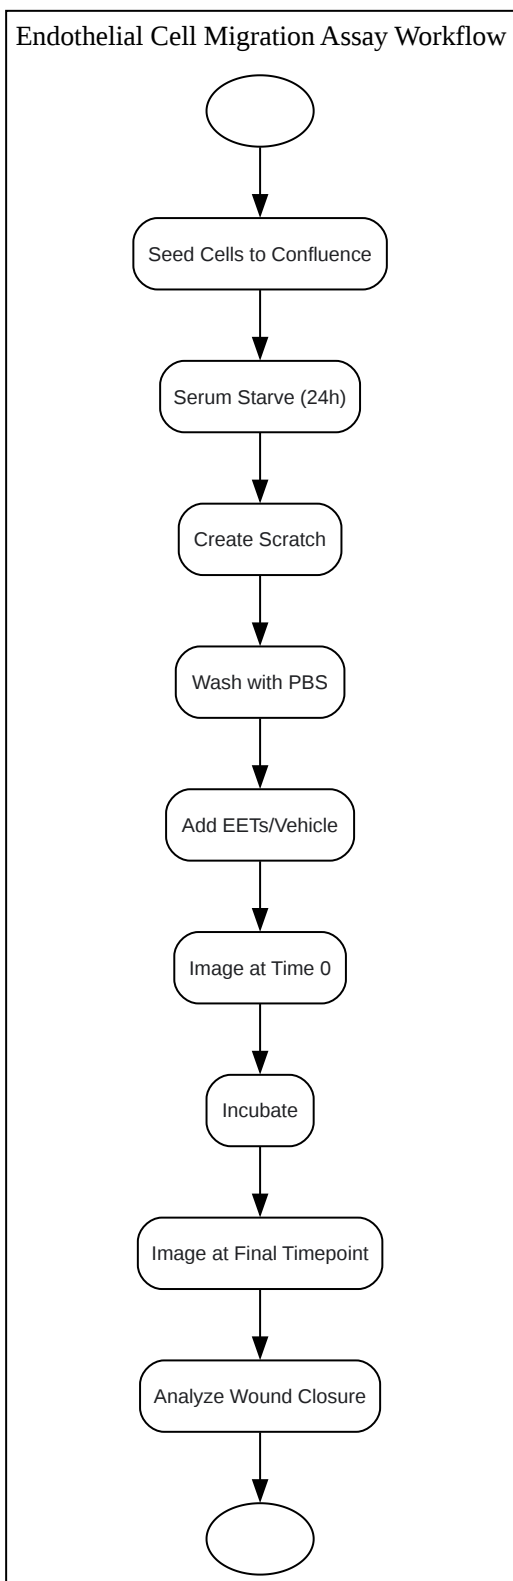 Endothelial Cell Migration Assay Workflow
Seed Cells to Confluence
Serum Starve (24h)
Create Scratch
Wash with PBS
Add EETs/Vehicle
Image at Time 0
Incubate
Image at Final Timepoint
Analyze Wound Closure